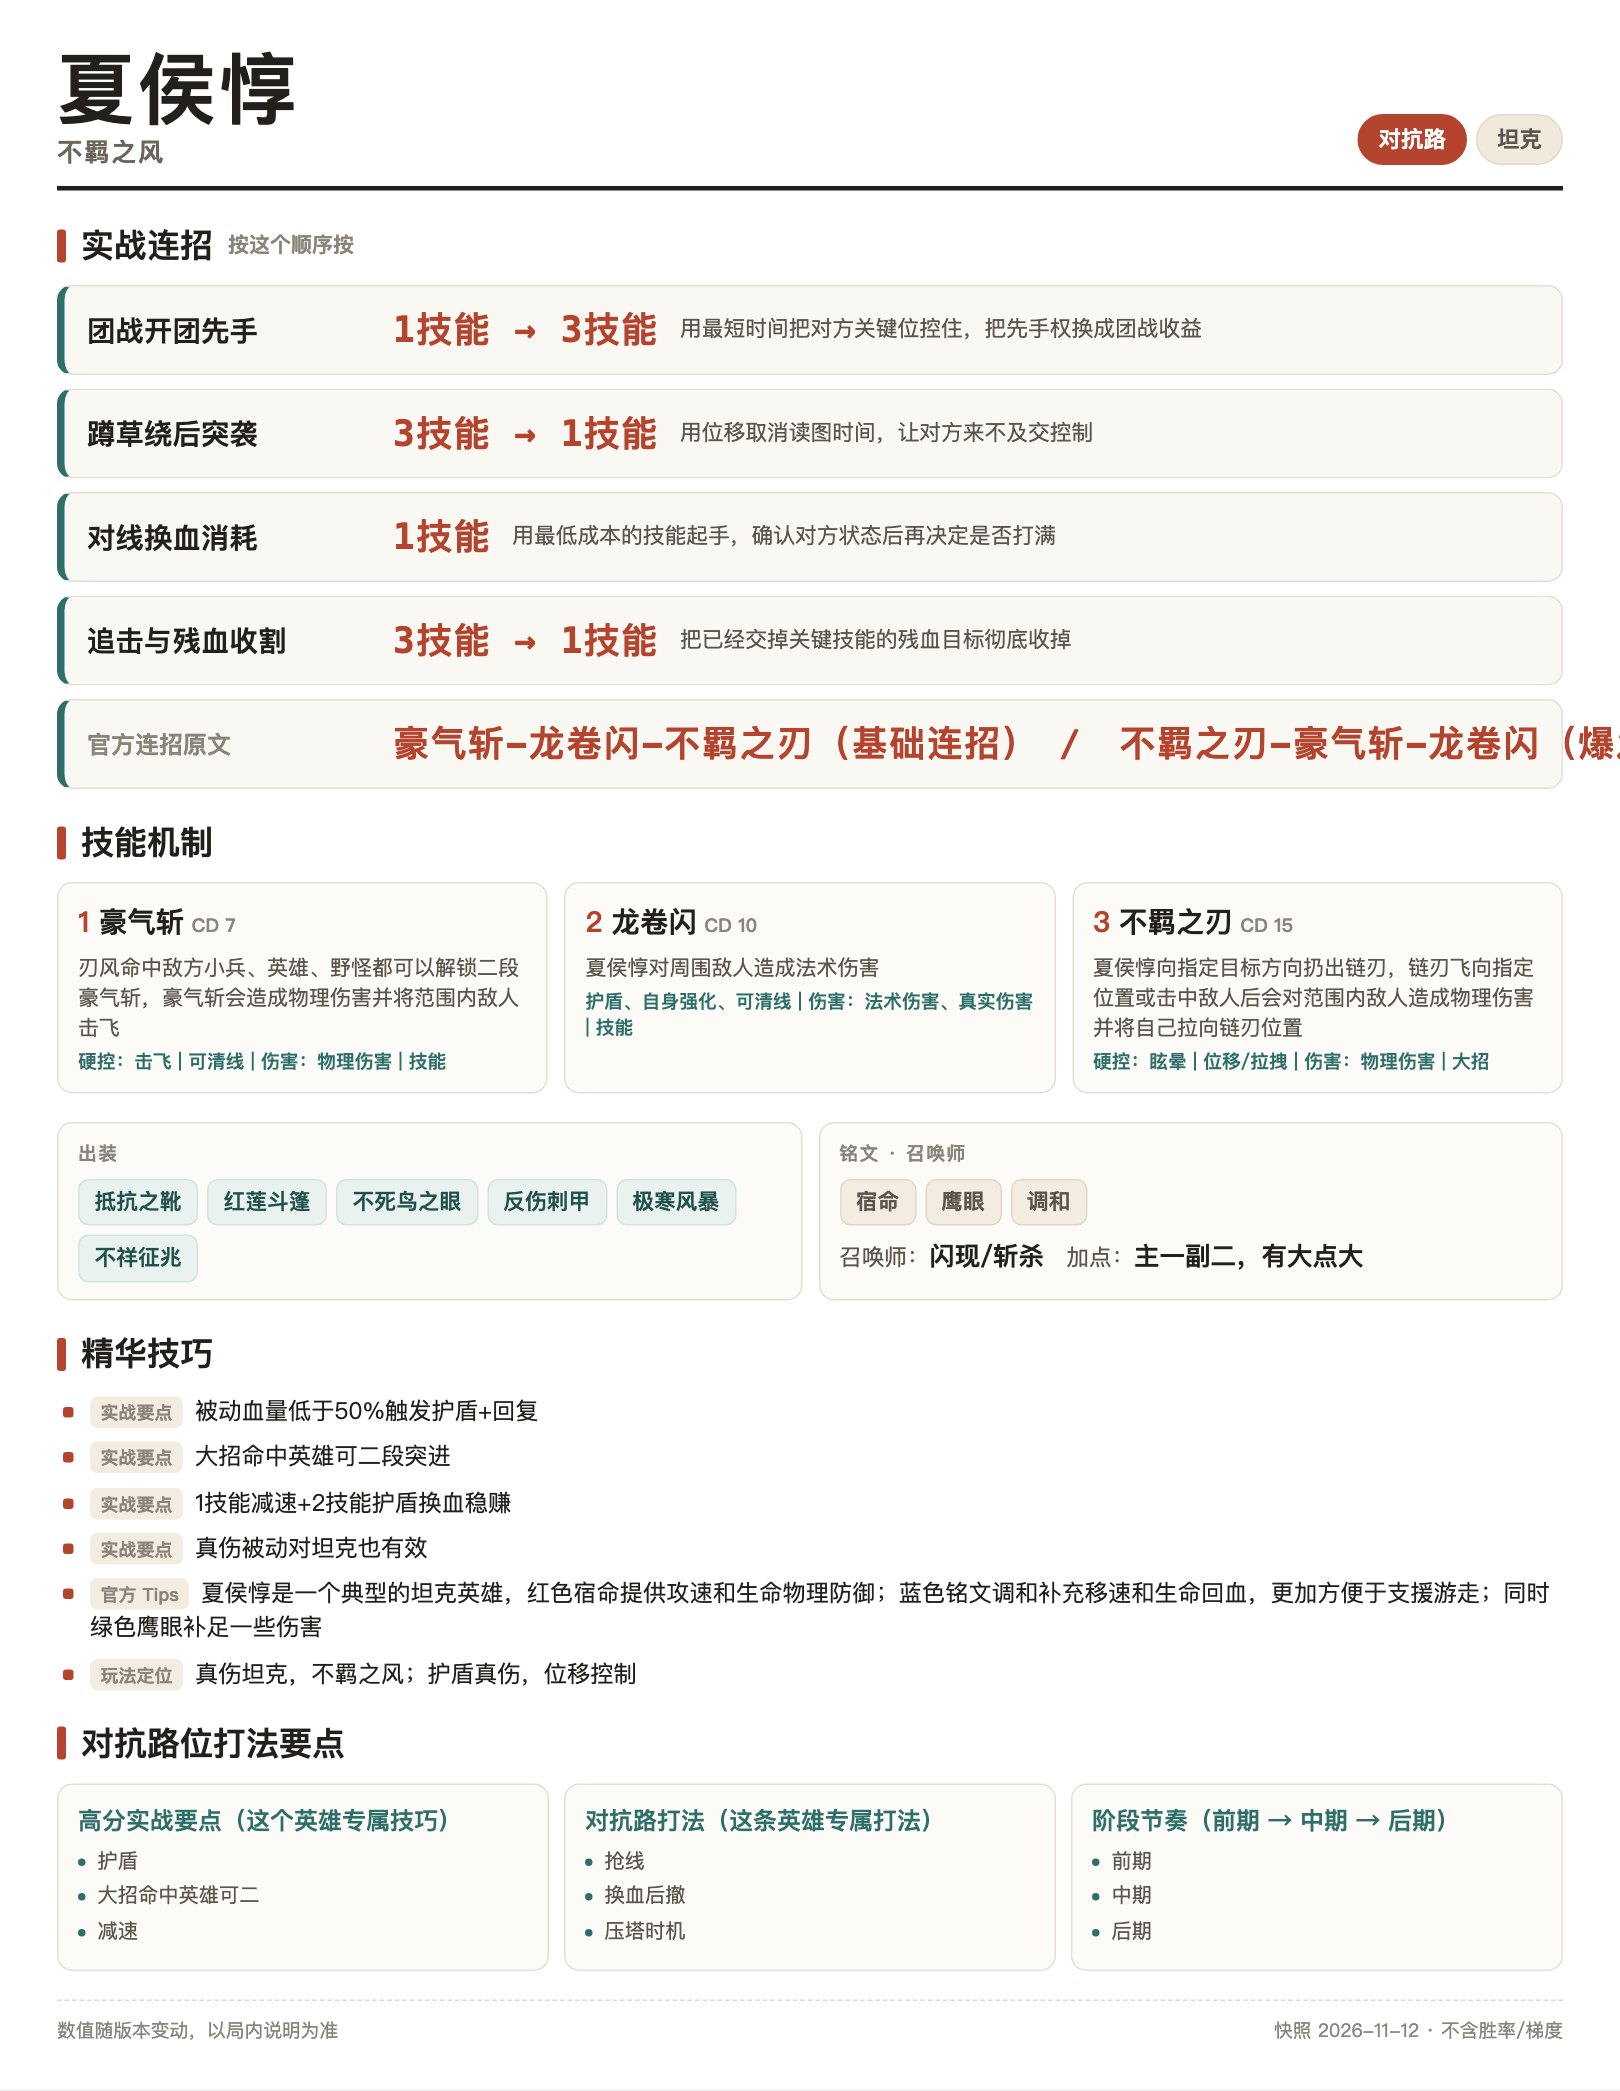 夏侯惇
不羁之风
对抗路 坦克
实战连招 按这个顺序按
团战开团先手 1技能 → 3技能 用最短时间把对方关键位控住，把先手权换成团战收益
蹲草绕后突袭 3技能 → 1技能 用位移取消读图时间，让对方来不及交控制
对线换血消耗 1技能 用最低成本的技能起手，确认对方状态后再决定是否打满
追击与残血收割 3技能 → 1技能 把已经交掉关键技能的残血目标彻底收掉
官方连招原文 豪气斩-龙卷闪-不羁之刃（基础连招） / 不羁之刃-豪气斩-龙卷闪（爆
技能机制
1 豪气斩 CD 7
刃风命中敌方小兵、英雄、野怪都可以解锁二段
豪气斩，豪气斩会造成物理伤害并将范围内敌人
击飞
硬控：击飞 | 可清线 | 伤害：物理伤害 | 技能
2 龙卷闪 CD 10
夏侯惇对周围敌人造成法术伤害
护盾、自身强化、可清线 | 伤害：法术伤害、真实伤害
| 技能
3 不羁之刃 CD 15
夏侯惇向指定目标方向扔出链刃，链刃飞向指定
位置或击中敌人后会对范围内敌人造成物理伤害
并将自己拉向链刃位置
硬控：眩晕 | 位移/拉拽 | 伤害：物理伤害 | 大招
出装
抵抗之靴 红莲斗篷 不死鸟之眼 反伤刺甲 极寒风暴
不祥征兆
铭文 · 召唤师
宿命 鹰眼 调和
召唤师：闪现/斩杀 加点：主一副二，有大点大
精华技巧
实战要点 被动血量低于50%触发护盾+回复
实战要点 大招命中英雄可二段突进
实战要点 1技能减速+2技能护盾换血稳赚
实战要点 真伤被动对坦克也有效
官方 Tips 夏侯惇是一个典型的坦克英雄，红色宿命提供攻速和生命物理防御；蓝色铭文调和补充移速和生命回血，更加方便于支援游走；同时
绿色鹰眼补足一些伤害
玩法定位 真伤坦克，不羁之风；护盾真伤，位移控制
对抗路位打法要点
高分实战要点（这个英雄专属技巧）
护盾
大招命中英雄可二
减速
对抗路打法（这条英雄专属打法）
抢线
换血后撤
压塔时机
阶段节奏（前期 → 中期 → 后期）
前期
中期
后期
数值随版本变动，以局内说明为准
快照 2026-11-12 · 不含胜率/梯度